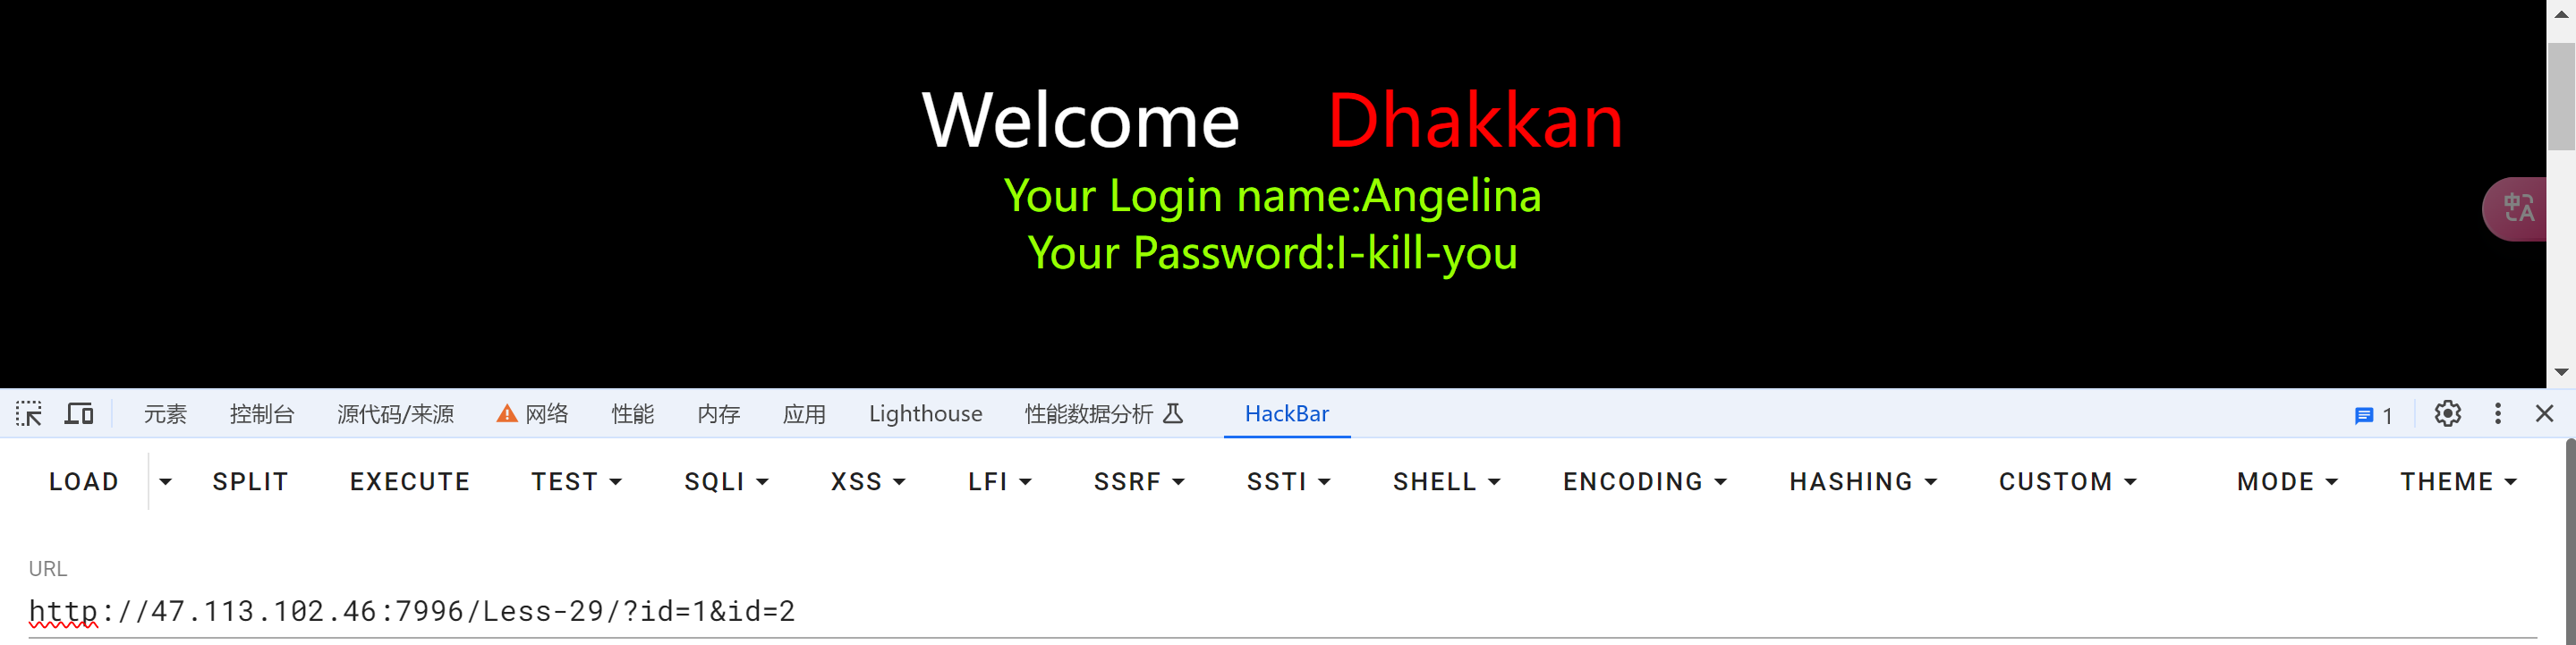 Welcome Dhakkan
Your Login name:Angelina
Your Password:I-kill-you
元素 控制台 源代码/来源 网络 性能 内存 应用 Lighthouse 性能数据分析 HackBar 1
LOAD SPLIT EXECUTE TEST SQLI XSS LFI SSRF SSTI SHELL ENCODING HASHING CUSTOM MODE THEME
URL
http://47.113.102.46:7996/Less-29/?id=1&id=2